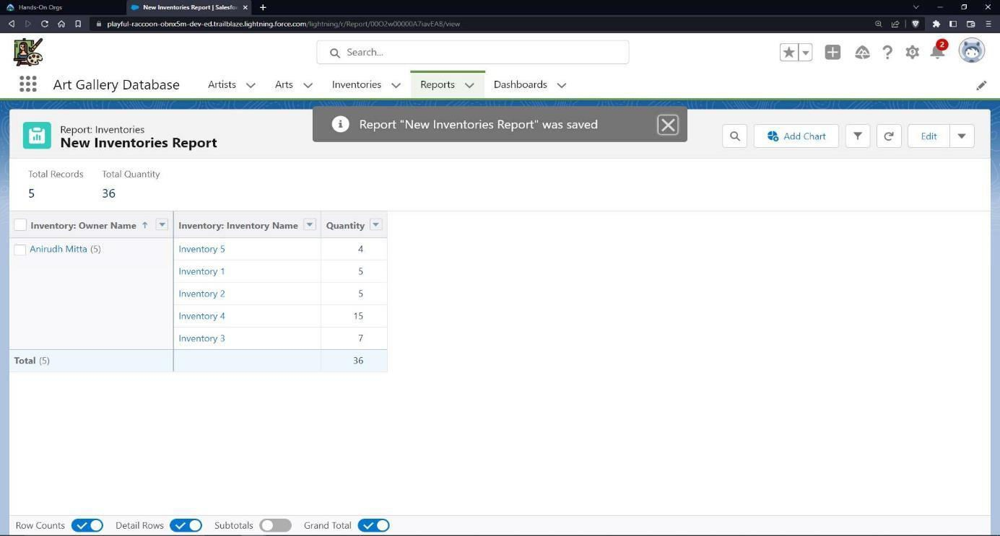 Hands-On Orgs
New Inventories Report | Salesfo
playful-raccoon-obnx5m-dev-ed.trailblaze.lightning.force.com/lightning/r/Report/00O2w00000A7iavEAB/view
Search...
2
Art Gallery Database
Artists
Arts
Inventories
Reports
Dashboards
Report "New Inventories Report" was saved
Report: Inventories
New Inventories Report
Add Chart
Edit
Total Records Total Quantity
5 36
Inventory: Owner Name ↑ Inventory: Inventory Name Quantity
Anirudh Mitta (5) Inventory 5 4
Inventory 1 5
Inventory 2 5
Inventory 4 15
Inventory 3 7
Total (5) 36
Row Counts Detail Rows Subtotals Grand Total